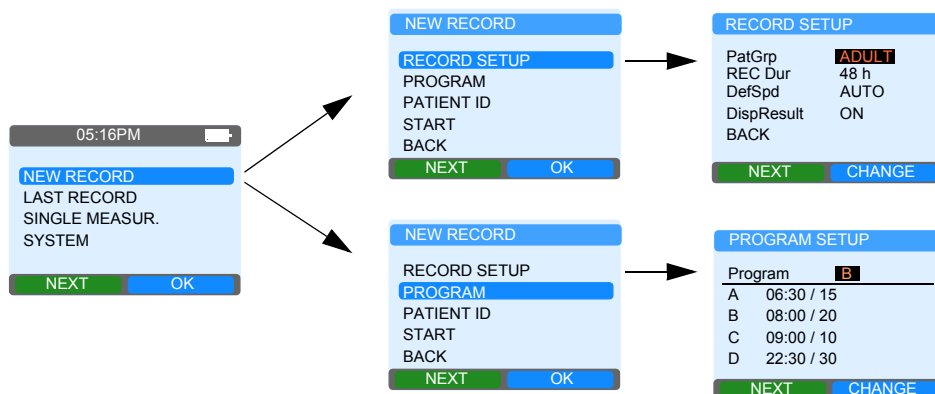 05:16PM
NEW RECORD
LAST RECORD
SINGLE MEASUR.
SYSTEM
NEXT OK
NEW RECORD
RECORD SETUP
PROGRAM
PATIENT ID
START
BACK
NEXT OK
RECORD SETUP
PatGrp ADULT
REC Dur 48 h
DefSpd AUTO
DispResult ON
BACK
NEXT CHANGE
NEW RECORD
RECORD SETUP
PROGRAM
PATIENT ID
START
BACK
NEXT OK
PROGRAM SETUP
Program B
A 06:30 / 15
B 08:00 / 20
C 09:00 / 10
D 22:30 / 30
NEXT CHANGE